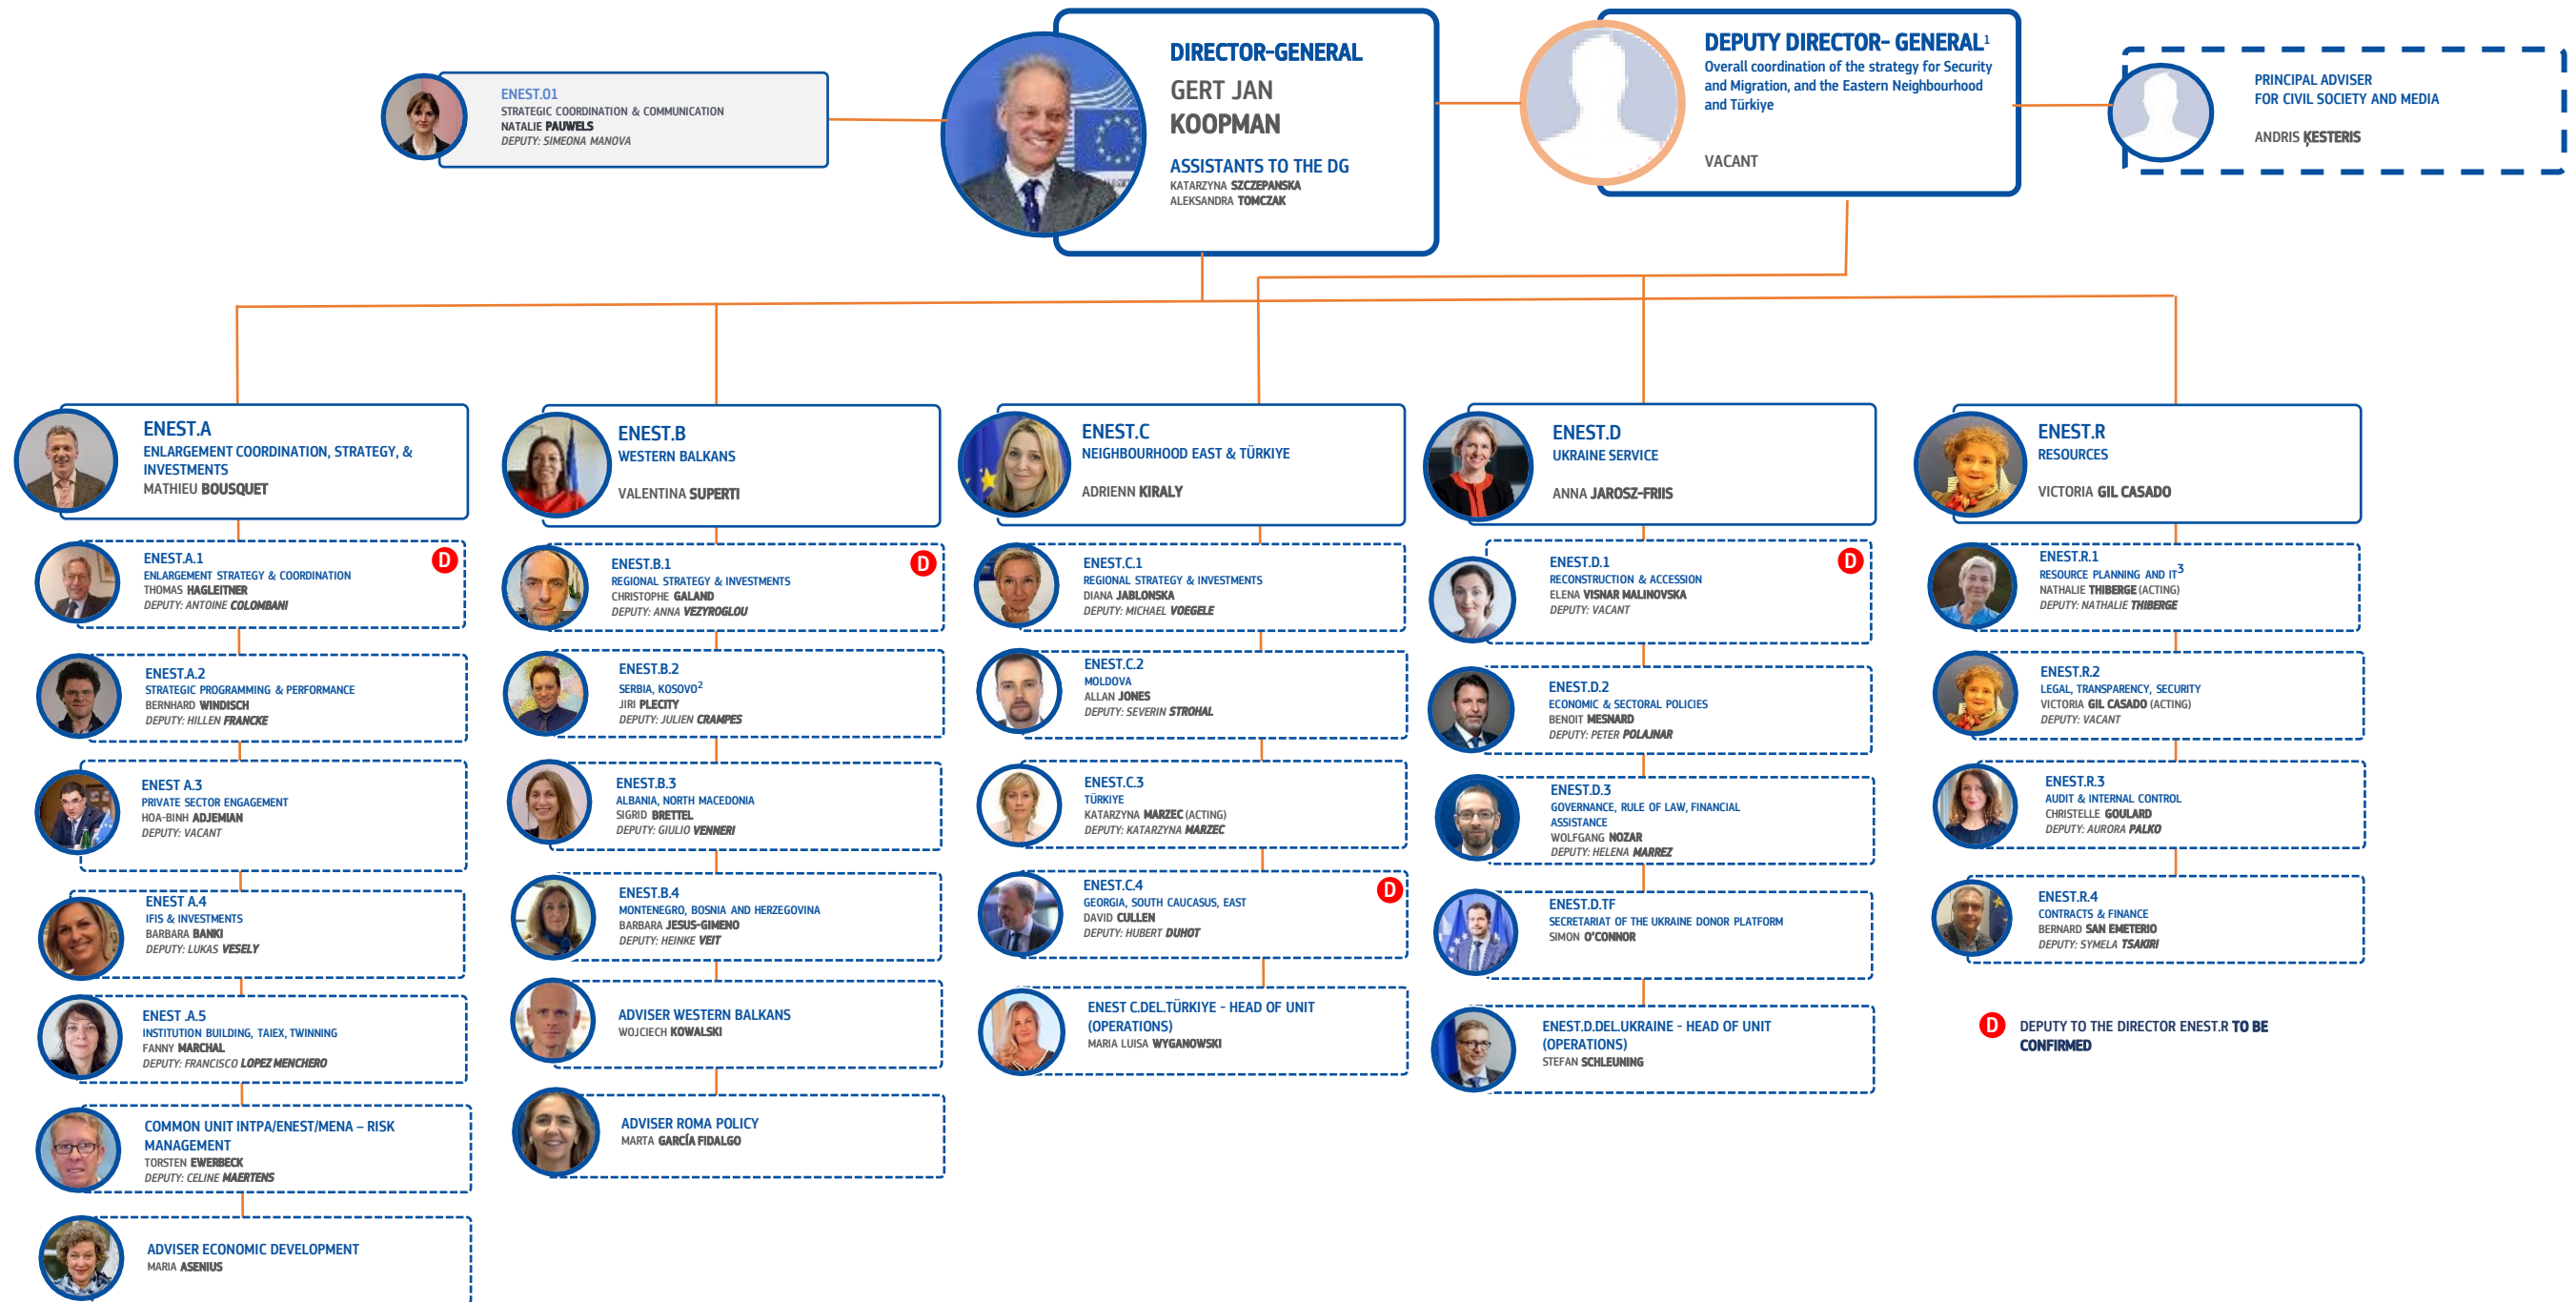 ENEST.01
STRATEGIC COORDINATION & COMMUNICATION
NATALIE PAUWELS
DEPUTY: SIMEONA MANOVA
DIRECTOR-GENERAL
GERT JAN
KOOPMAN
ASSISTANTS TO THE DG
KATARZYNA SZCZEPANSKA
ALEKSANDRA TOMCZAK
DEPUTY DIRECTOR- GENERAL¹
Overall coordination of the strategy for Security
and Migration, and the Eastern Neighbourhood
and Türkiye
VACANT
PRINCIPAL ADVISER
FOR CIVIL SOCIETY AND MEDIA
ANDRIS ĶESTERIS
ENEST.A
ENLARGEMENT COORDINATION, STRATEGY, &
INVESTMENTS
MATHIEU BOUSQUET
ENEST.A.1
D
ENLARGEMENT STRATEGY & COORDINATION
THOMAS HAGLEITNER
DEPUTY: ANTOINE COLOMBANI
ENEST.A.2
STRATEGIC PROGRAMMING & PERFORMANCE
BERNHARD WINDISCH
DEPUTY: HILLEN FRANCKE
ENEST A.3
PRIVATE SECTOR ENGAGEMENT
HOA-BINH ADJEMIAN
DEPUTY: VACANT
ENEST A.4
IFIS & INVESTMENTS
BARBARA BANKI
DEPUTY: LUKAS VESELY
ENEST .A.5
INSTITUTION BUILDING, TAIEX, TWINNING
FANNY MARCHAL
DEPUTY: FRANCISCO LOPEZ MENCHERO
COMMON UNIT INTPA/ENEST/MENA – RISK
MANAGEMENT
TORSTEN EWERBECK
DEPUTY: CELINE MAERTENS
ADVISER ECONOMIC DEVELOPMENT
MARIA ASENIUS
ENEST.B
WESTERN BALKANS
VALENTINA SUPERTI
ENEST.B.1
D
REGIONAL STRATEGY & INVESTMENTS
CHRISTOPHE GALAND
DEPUTY: ANNA VEZYROGLOU
ENEST.B.2
SERBIA, KOSOVO²
JIRI PLECITY
DEPUTY: JULIEN CRAMPES
ENEST.B.3
ALBANIA, NORTH MACEDONIA
SIGRID BRETTEL
DEPUTY: GIULIO VENNERI
ENEST.B.4
MONTENEGRO, BOSNIA AND HERZEGOVINA
BARBARA JESUS-GIMENO
DEPUTY: HEINKE VEIT
ADVISER WESTERN BALKANS
WOJCIECH KOWALSKI
ADVISER ROMA POLICY
MARTA GARCÍA FIDALGO
ENEST.C
NEIGHBOURHOOD EAST & TÜRKIYE
ADRIENN KIRALY
ENEST.C.1
REGIONAL STRATEGY & INVESTMENTS
DIANA JABLONSKA
DEPUTY: MICHAEL VOEGELE
ENEST.C.2
MOLDOVA
ALLAN JONES
DEPUTY: SEVERIN STROHAL
ENEST.C.3
TÜRKIYE
KATARZYNA MARZEC (ACTING)
DEPUTY: KATARZYNA MARZEC
ENEST.C.4
D
GEORGIA, SOUTH CAUCASUS, EAST
DAVID CULLEN
DEPUTY: HUBERT DUHOT
ENEST C.DEL.TÜRKIYE - HEAD OF UNIT
(OPERATIONS)
MARIA LUISA WYGANOWSKI
ENEST.D
UKRAINE SERVICE
ANNA JAROSZ-FRIIS
ENEST.D.1
D
RECONSTRUCTION & ACCESSION
ELENA VISNAR MALINOVSKA
DEPUTY: VACANT
ENEST.D.2
ECONOMIC & SECTORAL POLICIES
BENOIT MESNARD
DEPUTY: PETER POLAJNAR
ENEST.D.3
GOVERNANCE, RULE OF LAW, FINANCIAL
ASSISTANCE
WOLFGANG NOZAR
DEPUTY: HELENA MARREZ
ENEST.D.TF
SECRETARIAT OF THE UKRAINE DONOR PLATFORM
SIMON O'CONNOR
ENEST.D.DEL.UKRAINE - HEAD OF UNIT
(OPERATIONS)
STEFAN SCHLEUNING
ENEST.R
RESOURCES
VICTORIA GIL CASADO
ENEST.R.1
RESOURCE PLANNING AND IT³
NATHALIE THIBERGE (ACTING)
DEPUTY: NATHALIE THIBERGE
ENEST.R.2
LEGAL, TRANSPARENCY, SECURITY
VICTORIA GIL CASADO (ACTING)
DEPUTY: VACANT
ENEST.R.3
AUDIT & INTERNAL CONTROL
CHRISTELLE GOULARD
DEPUTY: AURORA PALKO
ENEST.R.4
CONTRACTS & FINANCE
BERNARD SAN EMETERIO
DEPUTY: SYMELA TSAKIRI
D DEPUTY TO THE DIRECTOR ENEST.R TO BE
CONFIRMED